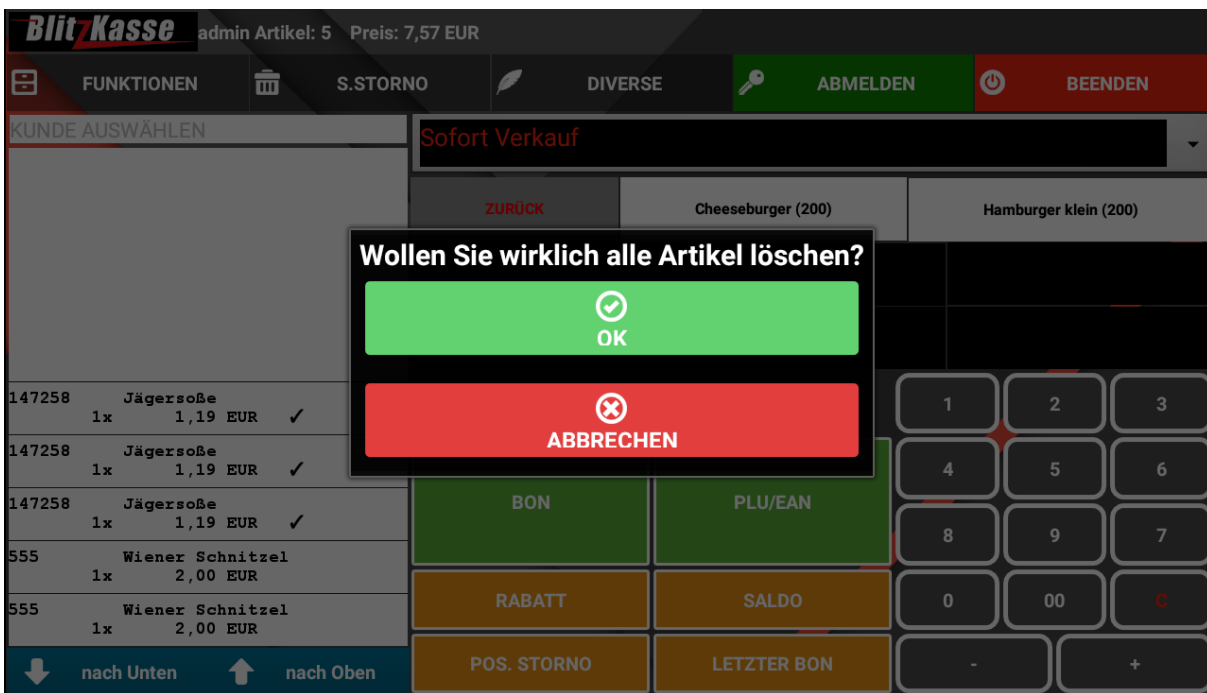 BlitzKasse admin Artikel: 5 Preis: 7,57 EUR
FUNKTIONEN S.STORNO DIVERSE ABMELDEN BEENDEN
KUNDE AUSWÄHLEN
Sofort Verkauf
ZURÜCK Cheeseburger (200) Hamburger klein (200)
Wollen Sie wirklich alle Artikel löschen?
OK
ABBRECHEN
147258 Jägersoße
1x 1,19 EUR ✓
147258 Jägersoße
1x 1,19 EUR ✓
147258 Jägersoße
1x 1,19 EUR ✓
555 Wiener Schnitzel
1x 2,00 EUR
555 Wiener Schnitzel
1x 2,00 EUR
nach Unten nach Oben
BON PLU/EAN
RABATT SALDO
POS. STORNO LETZTER BON
1 2 3
4 5 6
8 9 7
0 00 C
- +